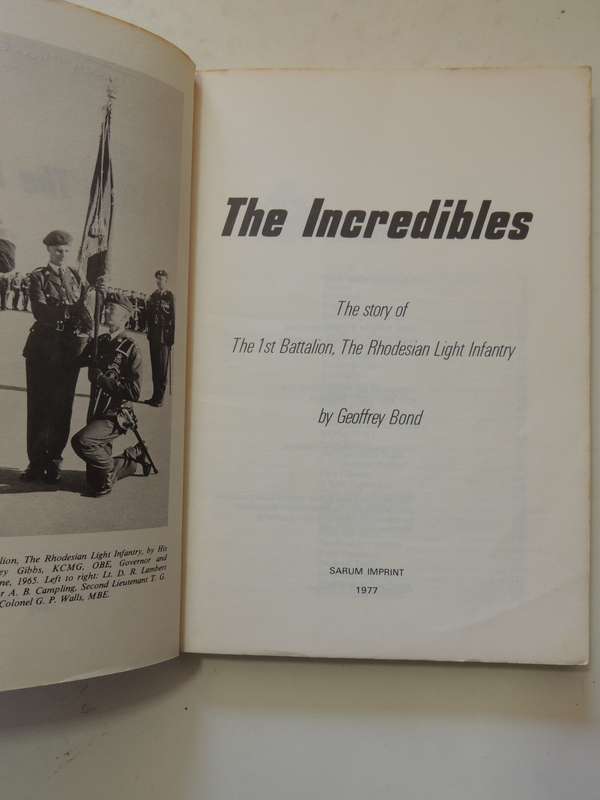 lion, The Rhodesian Light Infantry, by His
ey Gibbs, KCMG, OBE, Governor and
ne, 1965. Left to right: Lt. D. R. Lambert
r A. B. Campling, Second Lieutenant T. G.
Colonel G. P. Walls, MBE.
The Incredibles
The story of
The 1st Battalion, The Rhodesian Light Infantry
by Geoffrey Bond
SARUM IMPRINT
1977